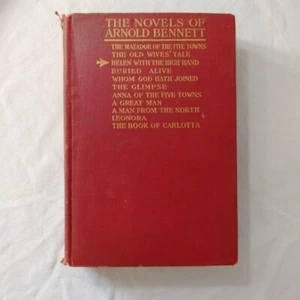 THE NOVELS OF
ARNOLD BENNETT
THE MATADOR OF THE FIVE TOWNS
THE OLD WIVES' TALE
HELEN WITH THE HIGH HAND
BURIED ALIVE
WHOM GOD HATH JOINED
THE GLIMPSE
ANNA OF THE FIVE TOWNS
A GREAT MAN
A MAN FROM THE NORTH
LEONORA
THE BOOK OF CARLOTTA